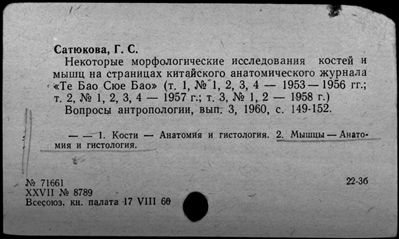 Сатюкова, Г. С.
Некоторые морфологические исследования костей и
мышц на страницах китайского анатомического журнала
«Те Бао Сюе Бао» (т. 1, № 1, 2, 3, 4 — 1953—1956 гг.;
т. 2, № 1, 2, 3, 4 — 1957 г.; т. 3, № 1, 2 — 1958 г.)
Вопросы антропологии, вып. 3, 1960, с. 149-152.
— — 1. Кости — Анатомия и гистология. 2. Мышцы — Анато-
мия и гистология.
№ 71661
22-3б
XXVII № 8789
Всесоюз. кн. палата 17 VIII 60